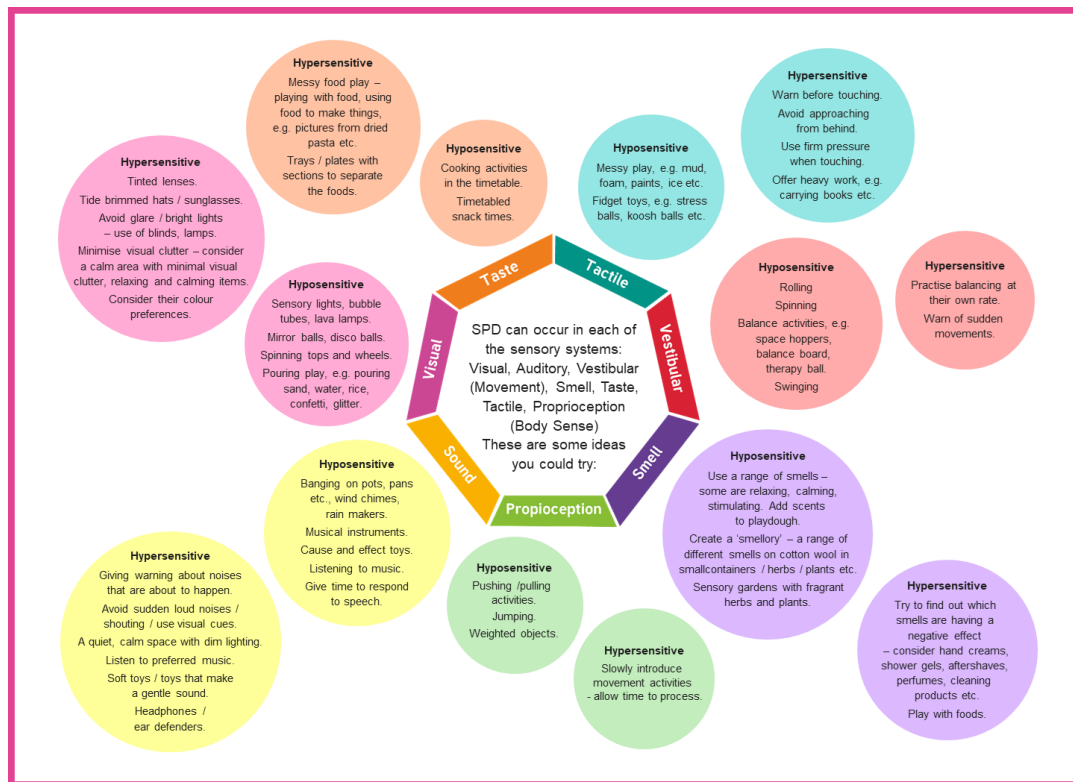 Hypersensitive
Messy food play –
playing with food, using
food to make things,
e.g. pictures from dried
pasta etc.
Trays / plates with
sections to separate
the foods.
Hyposensitive
Cooking activities
in the timetable.
Timetabled
snack times.
Hyposensitive
Messy play, e.g. mud,
foam, paints, ice etc.
Fidget toys, e.g. stress
balls, koosh balls etc.
Hypersensitive
Warn before touching.
Avoid approaching
from behind.
Use firm pressure
when touching.
Offer heavy work, e.g.
carrying books etc.
Hypersensitive
Tinted lenses.
Tide brimmed hats / sunglasses.
Avoid glare / bright lights
– use of blinds, lamps.
Minimise visual clutter – consider
a calm area with minimal visual
clutter, relaxing and calming items.
Consider their colour
preferences.
Hyposensitive
Sensory lights, bubble
tubes, lava lamps.
Mirror balls, disco balls.
Spinning tops and wheels.
Pouring play, e.g. pouring
sand, water, rice,
confetti, glitter.
Taste
Tactile
Visual
Vestibular
Sound
Smell
Propioception
SPD can occur in each of
the sensory systems:
Visual, Auditory, Vestibular
(Movement), Smell, Taste,
Tactile, Proprioception
(Body Sense)
These are some ideas
you could try:
Hyposensitive
Rolling
Spinning
Balance activities, e.g.
space hoppers,
balance board,
therapy ball.
Swinging
Hypersensitive
Practise balancing at
their own rate.
Warn of sudden
movements.
Hyposensitive
Banging on pots, pans
etc., wind chimes,
rain makers.
Musical instruments.
Cause and effect toys.
Listening to music.
Give time to respond
to speech.
Hypersensitive
Giving warning about noises
that are about to happen.
Avoid sudden loud noises /
shouting / use visual cues.
A quiet, calm space with dim lighting.
Listen to preferred music.
Soft toys / toys that make
a gentle sound.
Headphones /
ear defenders.
Hyposensitive
Pushing /pulling
activities.
Jumping.
Weighted objects.
Hypersensitive
Slowly introduce
movement activities
- allow time to process.
Hyposensitive
Use a range of smells –
some are relaxing, calming,
stimulating. Add scents
to playdough.
Create a ‘smellory’ – a range of
different smells on cotton wool in
smallcontainers / herbs / plants etc.
Sensory gardens with fragrant
herbs and plants.
Hypersensitive
Try to find out which
smells are having a
negative effect
– consider hand creams,
shower gels, aftershaves,
perfumes, cleaning
products etc.
Play with foods.